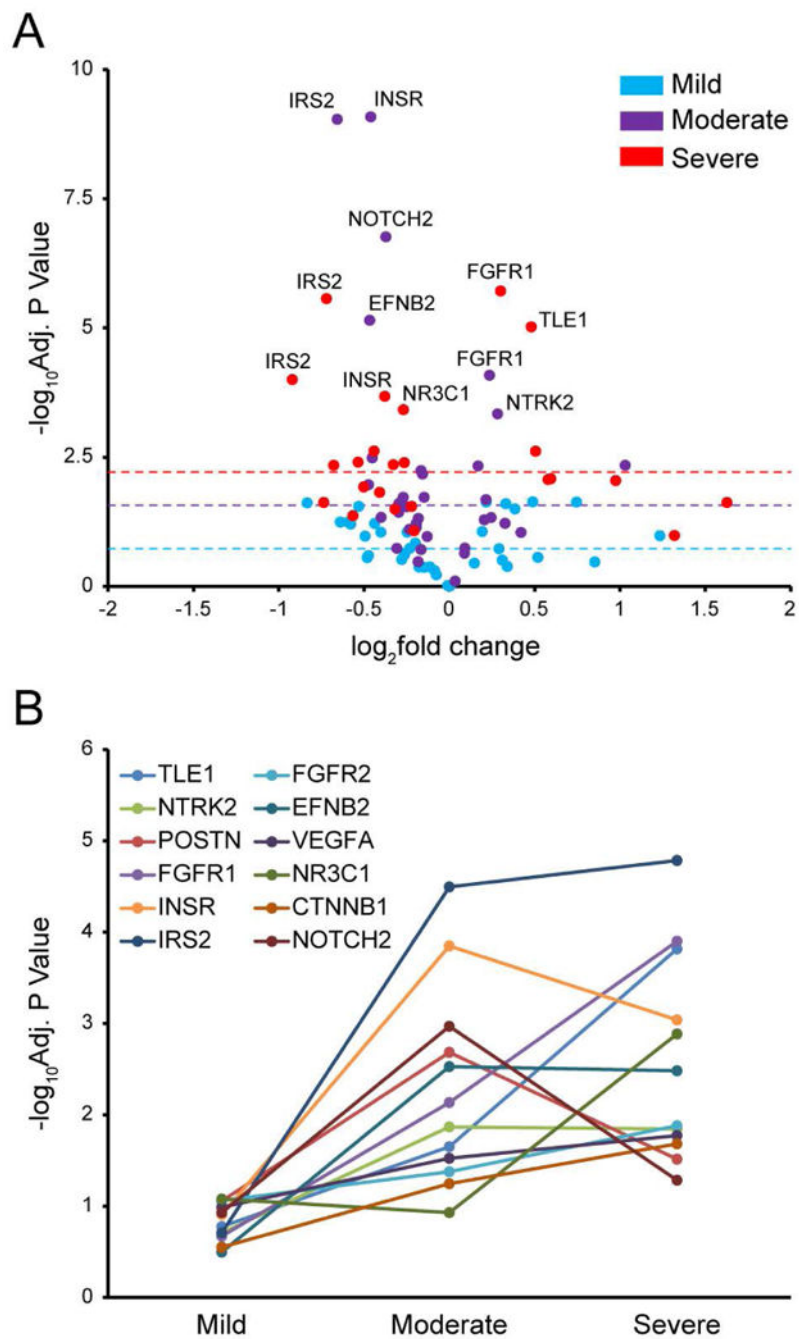 A
10
7.5
5
2.5
0
-log10Adj. P Value
Mild
Moderate
Severe
IRS2
INSR
NOTCH2
IRS2
EFNB2
FGFR1
TLE1
IRS2
INSR
NR3C1
FGFR1
NTRK2
-2
-1.5
-1
-0.5
0
0.5
1
1.5
2
log2fold change
B
6
5
4
3
2
1
0
-log10Adj. P Value
TLE1
FGFR2
NTRK2
EFNB2
POSTN
VEGFA
FGFR1
NR3C1
INSR
CTNNB1
IRS2
NOTCH2
Mild
Moderate
Severe